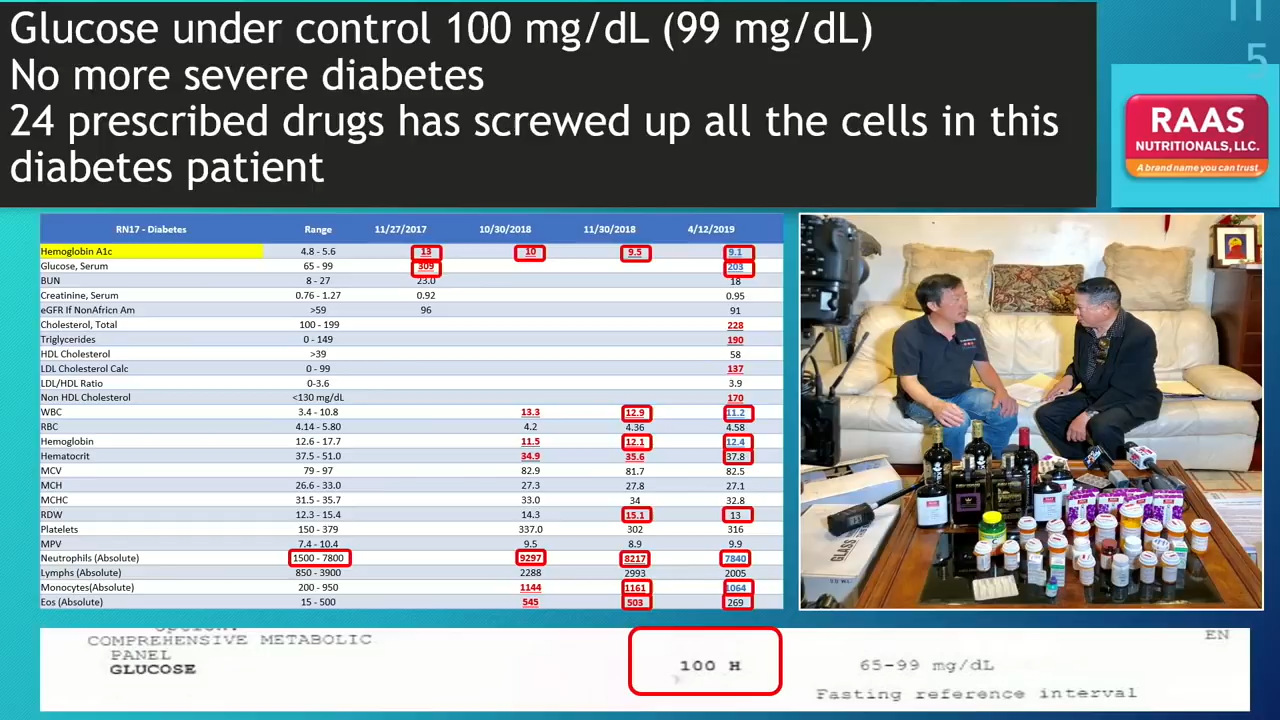 Glucose under control 100 mg/dL (99 mg/dL)
No more severe diabetes
24 prescribed drugs has screwed up all the cells in this
diabetes patient
11
5
RAAS
NUTRITIONALS, LLC.
A brand name you can trust
RN17 - Diabetes Range 11/27/2017 10/30/2018 11/30/2018 4/12/2019
Hemoglobin A1c 4.8 - 5.6 13 10 9.5 9.1
Glucose, Serum 65 - 99 309 203
BUN 8 - 27 23.0 18
Creatinine, Serum 0.76 - 1.27 0.92 0.95
eGFR If NonAfricn Am >59 96 91
Cholesterol, Total 100 - 199 228
Triglycerides 0 - 149 190
HDL Cholesterol >39 58
LDL Cholesterol Calc 0 - 99 137
LDL/HDL Ratio 0-3.6 3.9
Non HDL Cholesterol <130 mg/dL 170
WBC 3.4 - 10.8 13.3 12.9 11.2
RBC 4.14 - 5.80 4.2 4.36 4.58
Hemoglobin 12.6 - 17.7 11.5 12.1 12.4
Hematocrit 37.5 - 51.0 34.9 35.6 37.8
MCV 79 - 97 82.9 81.7 82.5
MCH 26.6 - 33.0 27.3 27.8 27.1
MCHC 31.5 - 35.7 33.0 34 32.8
RDW 12.3 - 15.4 14.3 15.1 13
Platelets 150 - 379 337.0 302 316
MPV 7.4 - 10.4 9.5 8.9 9.9
Neutrophils (Absolute) 1500 - 7800 9297 8217 7840
Lymphs (Absolute) 850 - 3900 2288 2993 2005
Monocytes(Absolute) 200 - 950 1144 1161 1064
Eos (Absolute) 15 - 500 545 503 269
GLASS
COMPREHENSIVE METABOLIC EN
PANEL
GLUCOSE 100 H 65-99 mg/dL
Fasting reference interval